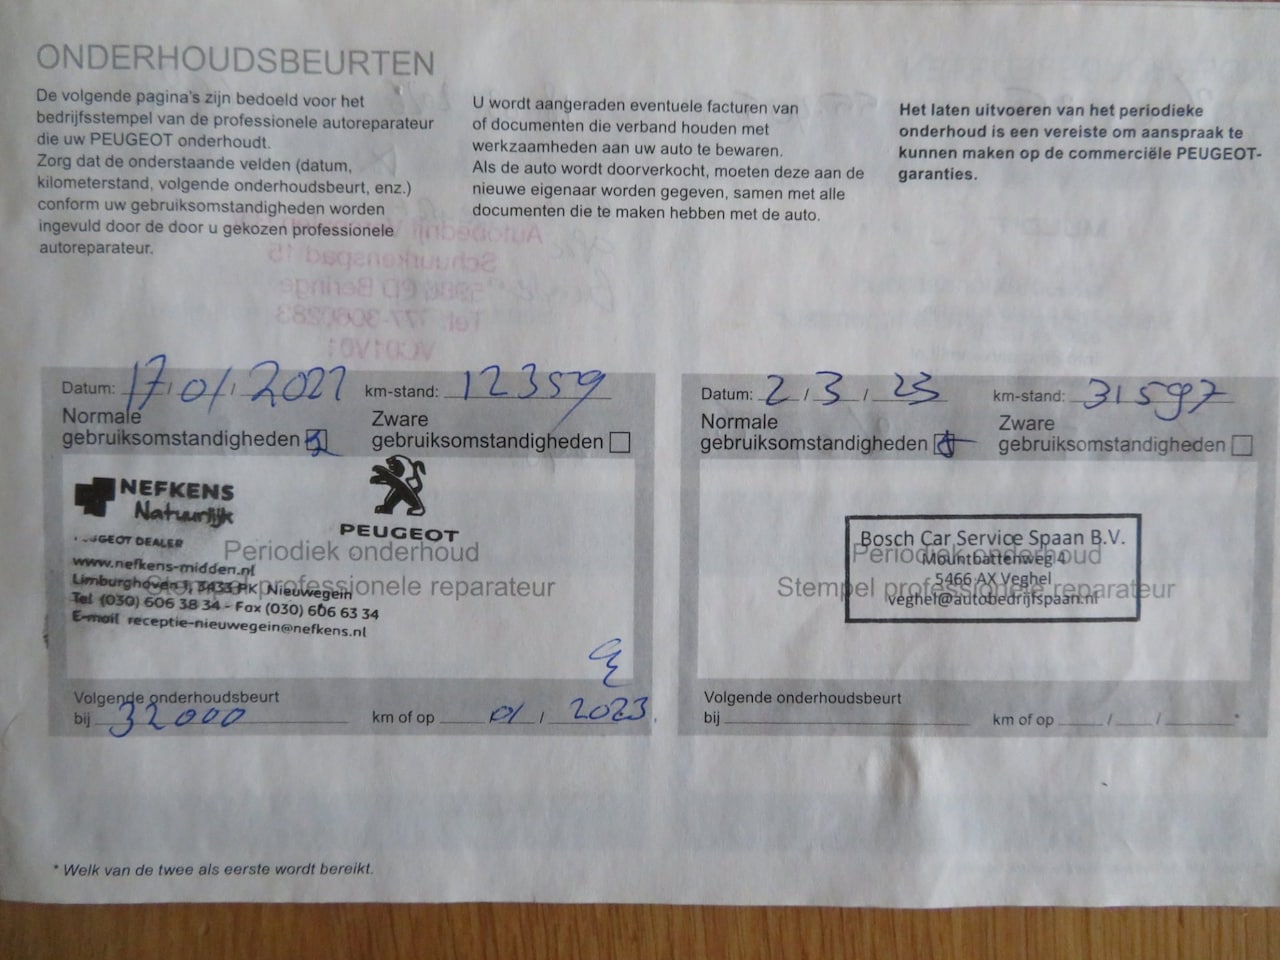 ONDERHOUDSBEURTEN
De volgende pagina's zijn bedoeld voor het
bedrijfsstempel van de professionele autoreparateur
die uw PEUGEOT onderhoudt.
Zorg dat de onderstaande velden (datum,
kilometerstand, volgende onderhoudsbeurt, enz.)
conform uw gebruiksomstandigheden worden
ingevuld door de door u gekozen professionele
autoreparateur.
U wordt aangeraden eventuele facturen van
of documenten die verband houden met
werkzaamheden aan uw auto te bewaren.
Als de auto wordt doorverkocht, moeten deze aan de
nieuwe eigenaar worden gegeven, samen met alle
documenten die te maken hebben met de auto.
Het laten uitvoeren van het periodieke
onderhoud is een vereiste om aanspraak te
kunnen maken op de commerciële PEUGEOT-
garanties.
Datum: 17/01/2022 km-stand: 12359
Normale Zware
gebruiksomstandigheden gebruiksomstandigheden
NEFKENS
Natuurlijk
PEUGEOT
PEUGEOT DEALER
Periodiek onderhoud
www.nefkens-midden.nl
Stempel professionele reparateur
Limburghaven 1, 3433 PK Nieuwegein
Tel (030) 606 38 34 - Fax (030) 606 63 34
E-mail receptie-nieuwegein@nefkens.nl
Volgende onderhoudsbeurt
bij 32000 km of op 01 / 2023
Datum: 2 / 3 / 23 km-stand: 31597
Normale Zware
gebruiksomstandigheden gebruiksomstandigheden
Bosch Car Service Spaan B.V.
Periodiek onderhoud
Mountbattenweg 4
5466 AX Veghel
Stempel professionele reparateur
veghel@autobedrijfspaan.nl
Volgende onderhoudsbeurt
bij km of op / / *
* Welk van de twee als eerste wordt bereikt.